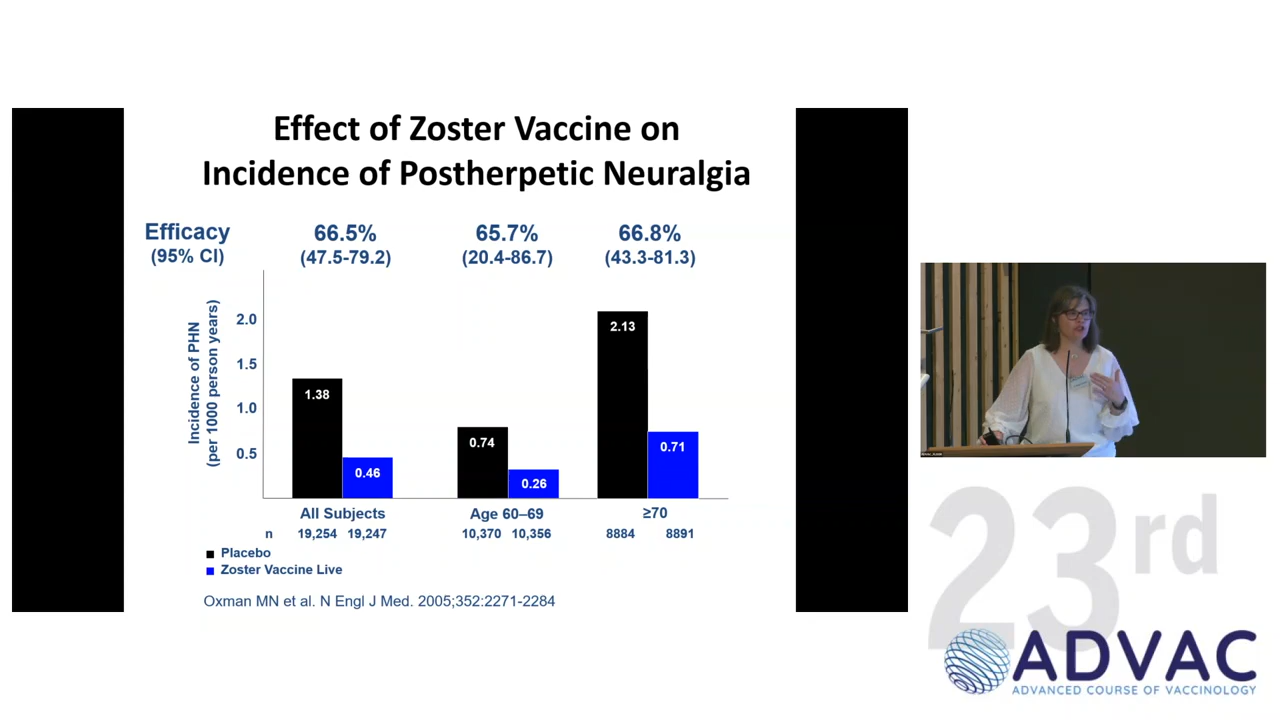 Effect of Zoster Vaccine on
Incidence of Postherpetic Neuralgia
Efficacy
(95% CI)
66.5%
(47.5-79.2)
65.7%
(20.4-86.7)
66.8%
(43.3-81.3)
Incidence of PHN
(per 1000 person years)
2.0
1.5
1.0
0.5
1.38
0.46
0.74
0.26
2.13
0.71
All Subjects
Age 60–69
≥70
n 19,254 19,247 10,370 10,356 8884 8891
Placebo
Zoster Vaccine Live
Oxman MN et al. N Engl J Med. 2005;352:2271-2284
23rd
ADVAC
ADVANCED COURSE OF VACCINOLOGY